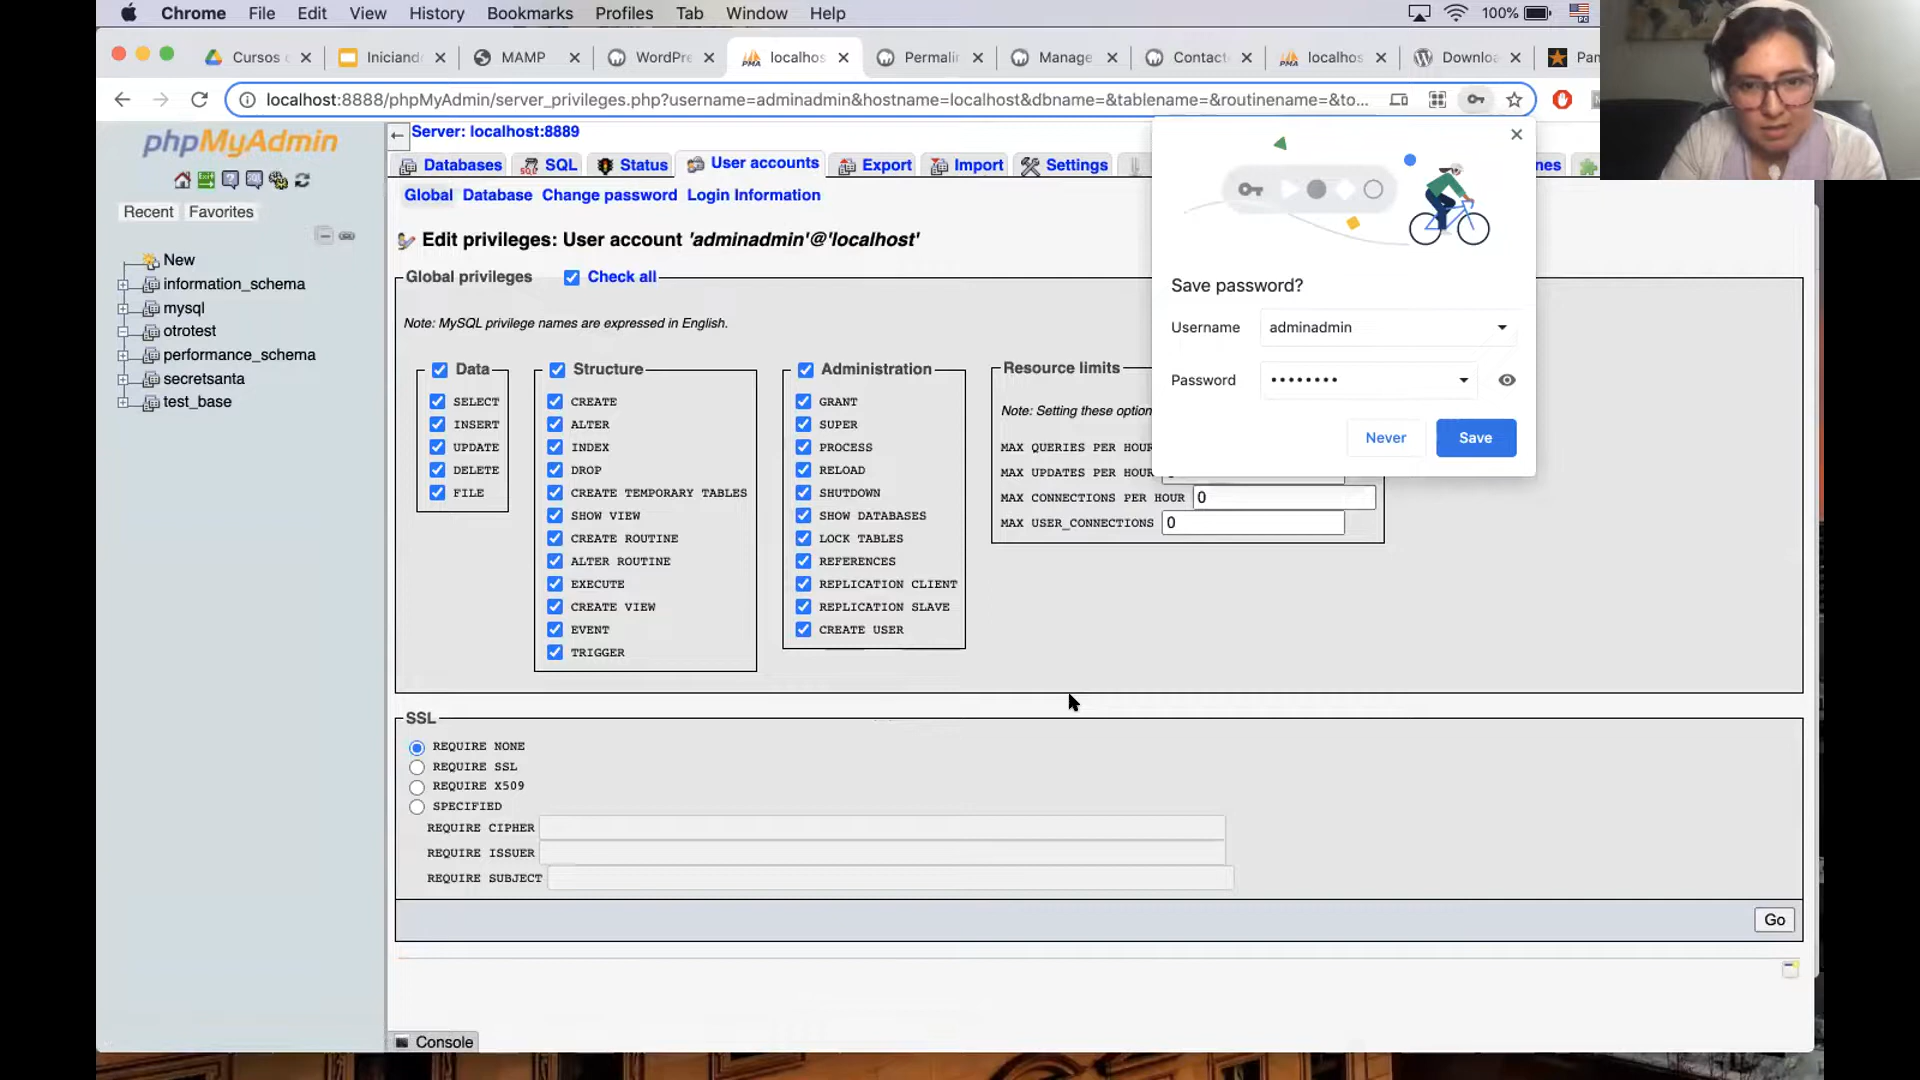 Chrome File Edit View History Bookmarks Profiles Tab Window Help 100%
Cursos Iniciand MAMP WordPre localhos Permalin Manage Contact localhos Downlo Pan
localhost:8888/phpMyAdmin/server_privileges.php?username=adminadmin&hostname=localhost&dbname=&tablename=&routinename=&to...
phpMyAdmin
Recent Favorites
New
information_schema
mysql
otrotest
performance_schema
secretsanta
test_base
Server: localhost:8889
Databases SQL Status User accounts Export Import Settings nes
Global Database Change password Login Information
Edit privileges: User account 'adminadmin'@'localhost'
Global privileges Check all
Note: MySQL privilege names are expressed in English.
Data
SELECT
INSERT
UPDATE
DELETE
FILE
Structure
CREATE
ALTER
INDEX
DROP
CREATE TEMPORARY TABLES
SHOW VIEW
CREATE ROUTINE
ALTER ROUTINE
EXECUTE
CREATE VIEW
EVENT
TRIGGER
Administration
GRANT
SUPER
PROCESS
RELOAD
SHUTDOWN
SHOW DATABASES
LOCK TABLES
REFERENCES
REPLICATION CLIENT
REPLICATION SLAVE
CREATE USER
Resource limits
Note: Setting these option
MAX QUERIES PER HOUR
MAX UPDATES PER HOUR
MAX CONNECTIONS PER HOUR 0
MAX USER_CONNECTIONS 0
Save password?
Username adminadmin
Password ••••••••
Never Save
SSL
REQUIRE NONE
REQUIRE SSL
REQUIRE X509
SPECIFIED
REQUIRE CIPHER
REQUIRE ISSUER
REQUIRE SUBJECT
Go
Console